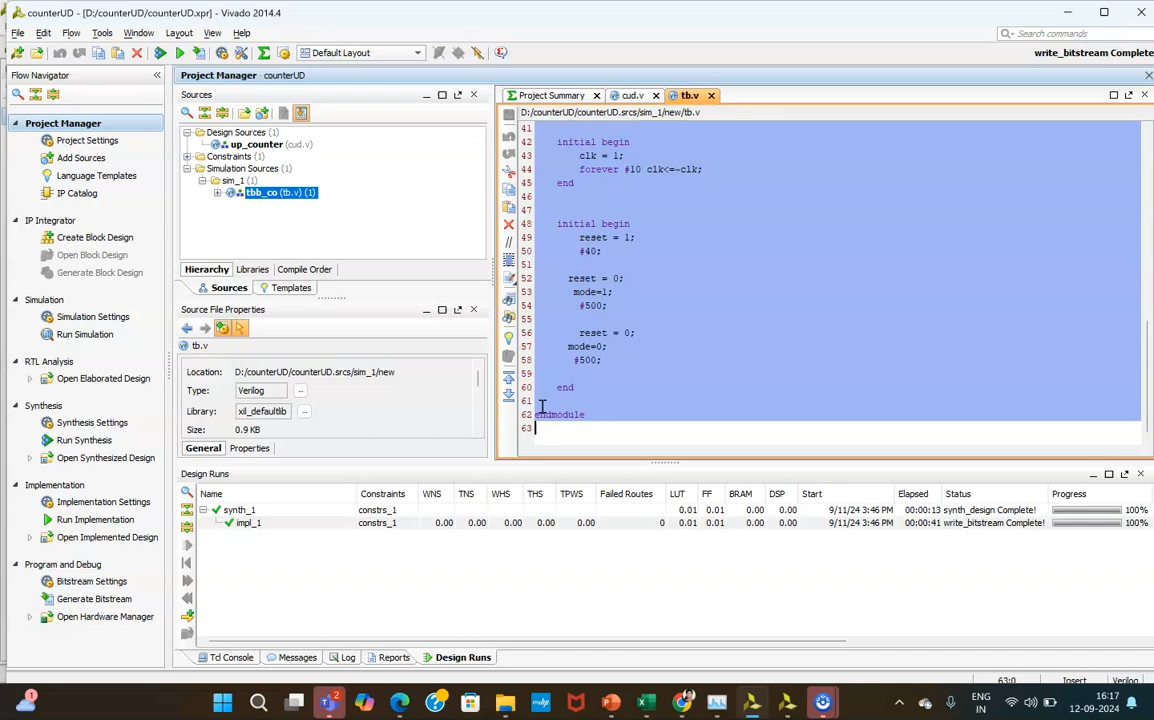 counterUD - [D:/counterUD/counterUD.xpr] - Vivado 2014.4
File Edit Flow Tools Window Layout View Help
Search commands
Default Layout
write_bitstream Complete
Flow Navigator
Project Manager - counterUD
Project Manager
Project Settings
Add Sources
Language Templates
IP Catalog
IP Integrator
Create Block Design
Open Block Design
Generate Block Design
Simulation
Simulation Settings
Run Simulation
RTL Analysis
Open Elaborated Design
Synthesis
Synthesis Settings
Run Synthesis
Open Synthesized Design
Implementation
Implementation Settings
Run Implementation
Open Implemented Design
Program and Debug
Bitstream Settings
Generate Bitstream
Open Hardware Manager
Sources
Design Sources (1)
up_counter (cud.v)
Constraints (1)
Simulation Sources (1)
sim_1 (1)
tbb_co (tb.v) (1)
Hierarchy Libraries Compile Order
Sources Templates
Source File Properties
tb.v
Location: D:/counterUD/counterUD.srcs/sim_1/new
Type: Verilog
Library: xil_defaultlib
Size: 0.9 KB
General Properties
Project Summary cud.v tb.v
D:/counterUD/counterUD.srcs/sim_1/new/tb.v
41
42 initial begin
43 clk = 1;
44 forever #10 clk<=~clk;
45 end
46
47
48 initial begin
49 reset = 1;
50 #40;
51
52 reset = 0;
53 mode=1;
54 #500;
55
56 reset = 0;
57 mode=0;
58 #500;
59
60 end
61
62 endmodule
63
Design Runs
Name Constraints WNS TNS WHS THS TPWS Failed Routes LUT FF BRAM DSP Start Elapsed Status Progress
synth_1 constrs_1 0.01 0.01 0.00 0.00 9/11/24 3:46 PM 00:00:13 synth_design Complete! 100%
impl_1 constrs_1 0.00 0.00 0.00 0.00 0.00 0 0.01 0.01 0.00 0.00 9/11/24 3:46 PM 00:00:41 write_bitstream Complete! 100%
Tcl Console Messages Log Reports Design Runs
63:0 Insert Verilog
1
ENG
IN
16:17
12-09-2024